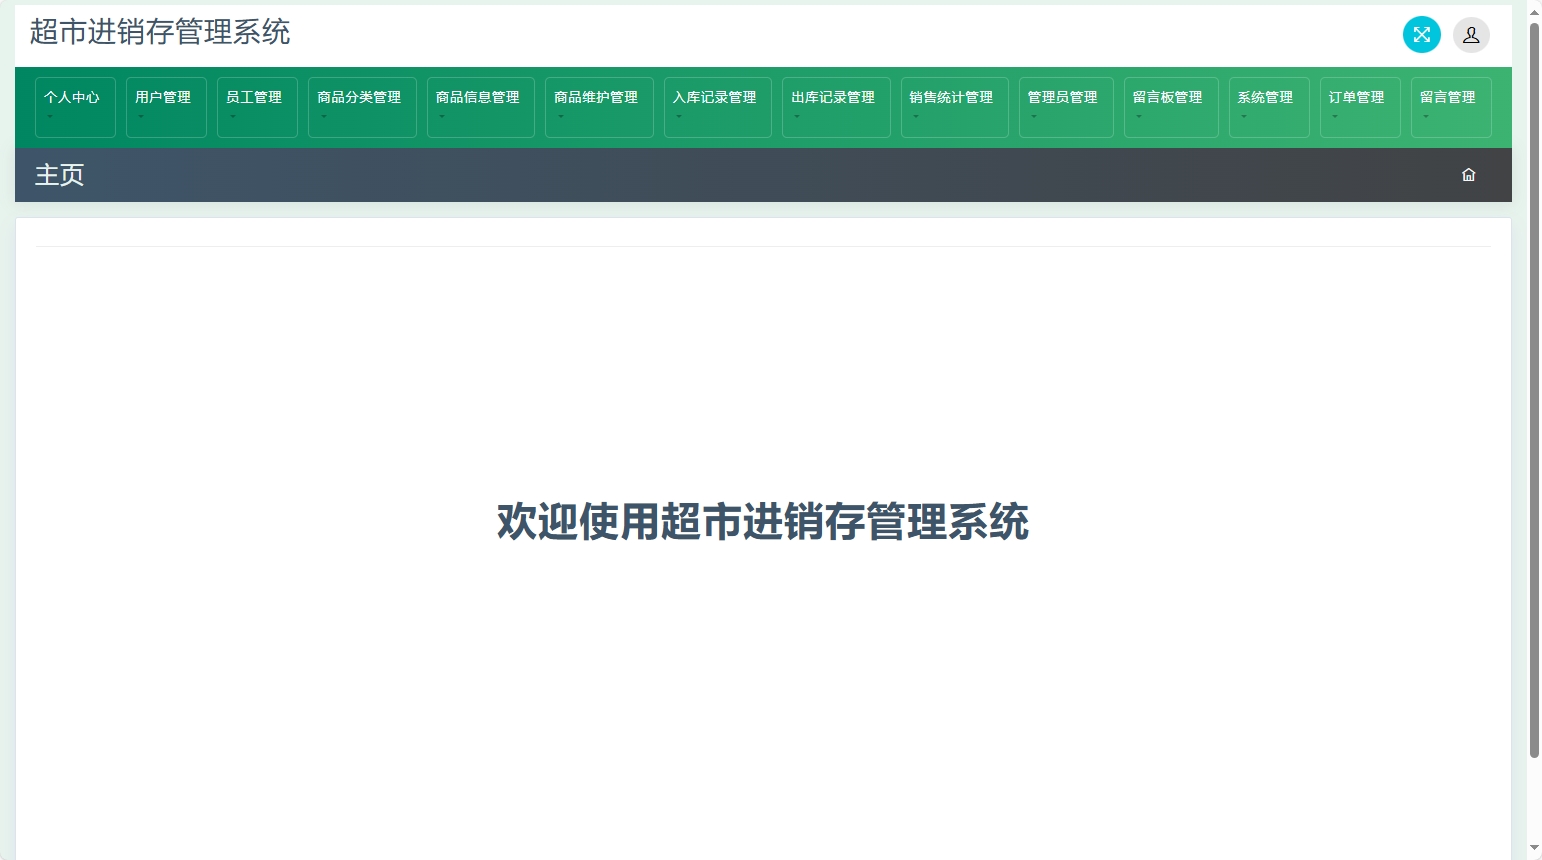 超市进销存管理系统
个人中心 用户管理 员工管理 商品分类管理 商品信息管理 商品维护管理 入库记录管理 出库记录管理 销售统计管理 管理员管理 留言板管理 系统管理 订单管理 留言管理
主页
欢迎使用超市进销存管理系统